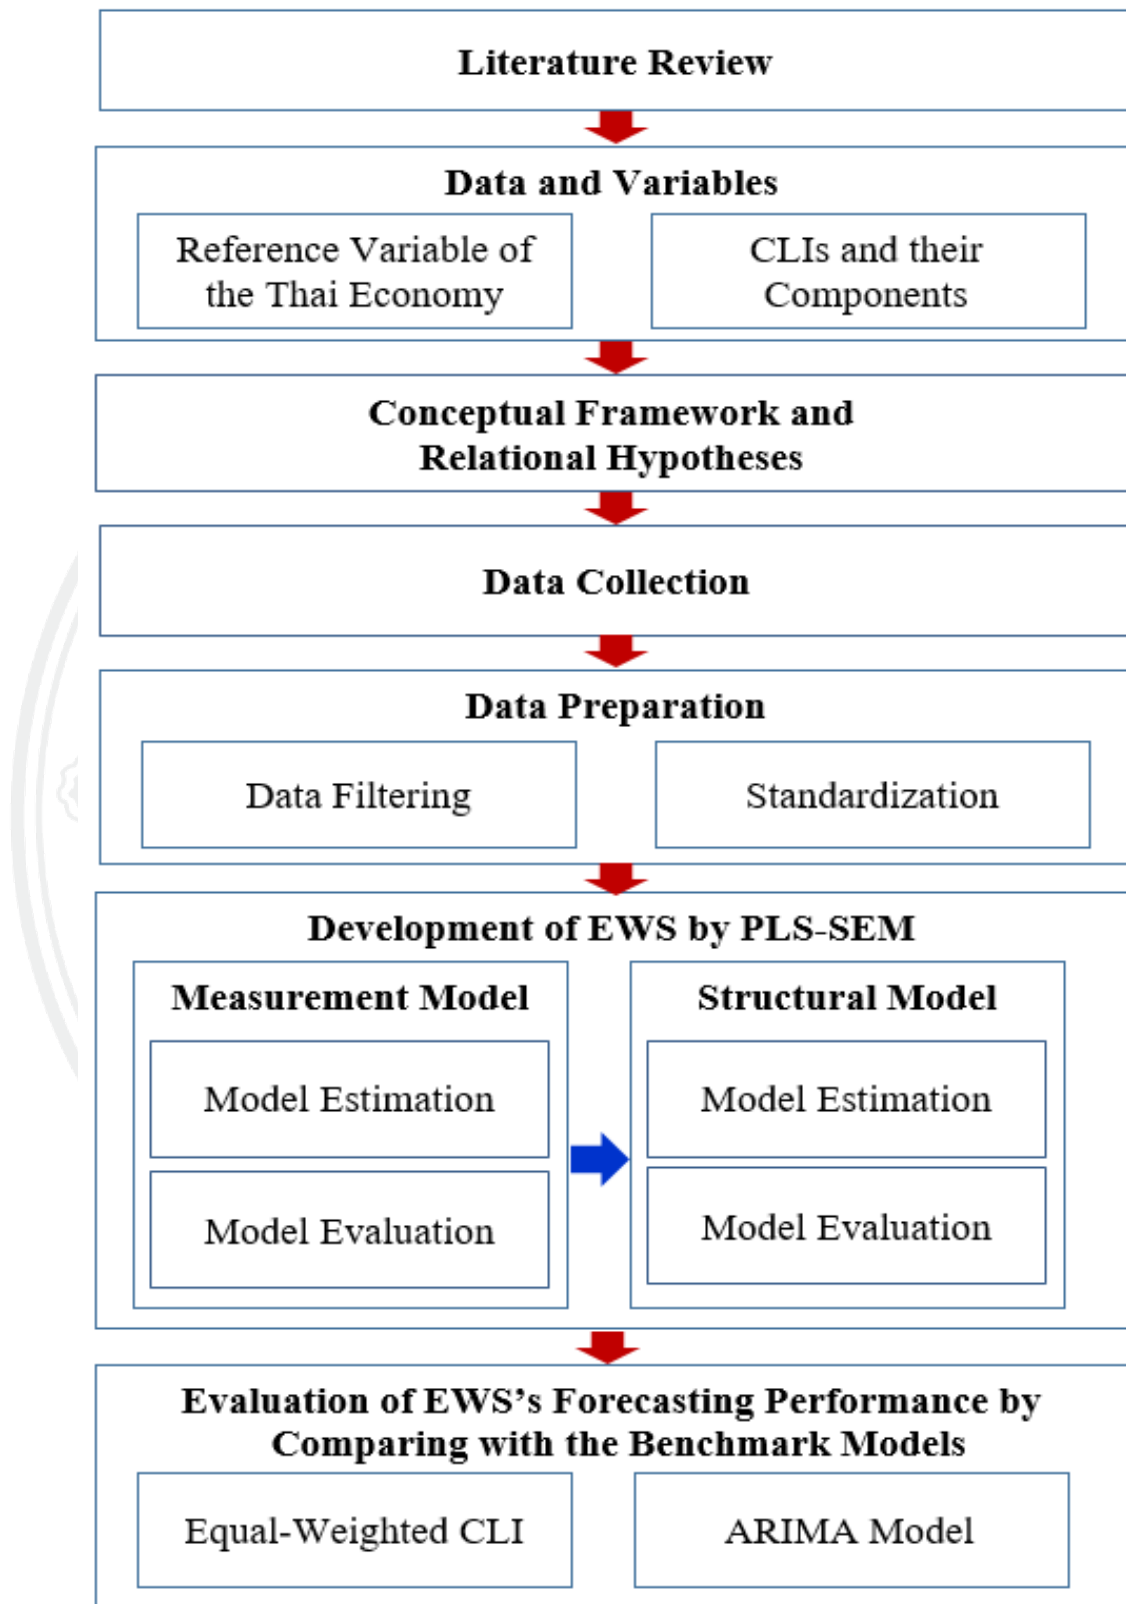 Literature Review
Data and Variables
Reference Variable of
the Thai Economy
CLIs and their
Components
Conceptual Framework and
Relational Hypotheses
Data Collection
Data Preparation
Data Filtering
Standardization
Development of EWS by PLS-SEM
Measurement Model
Model Estimation
Model Evaluation
Structural Model
Model Estimation
Model Evaluation
Evaluation of EWS’s Forecasting Performance by
Comparing with the Benchmark Models
Equal-Weighted CLI
ARIMA Model